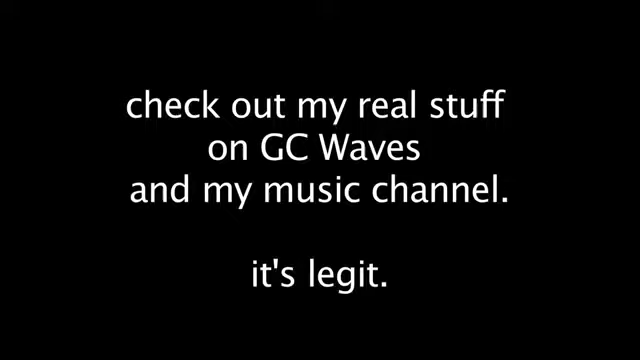 check out my real stuff
on GC Waves
and my music channel.
it's legit.